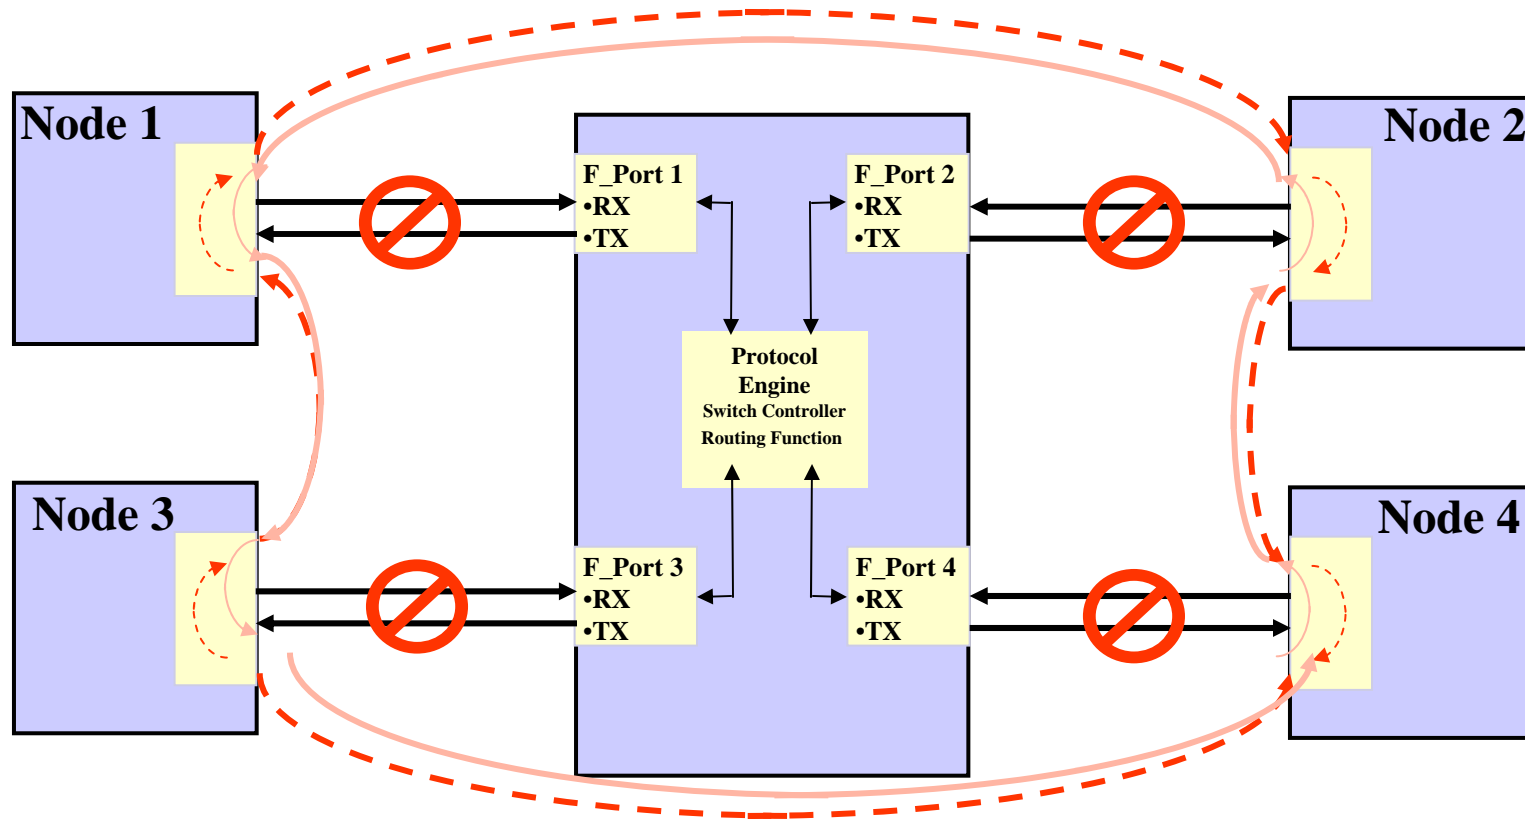 Node 1
Node 2
F_Port 1
•RX
•TX
F_Port 2
•RX
•TX
Protocol
Engine
Switch Controller
Routing Function
Node 3
Node 4
F_Port 3
•RX
•TX
F_Port 4
•RX
•TX